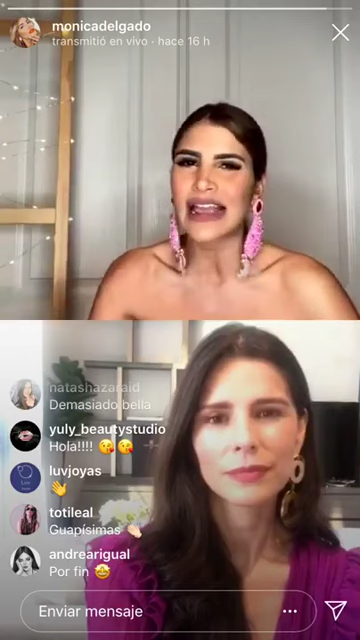 monicadelgado
transmitió en vivo · hace 16 h
natashazaraid
Demasiado bella
yuly_beautystudio
Hola!!!! 😘😘
luvjoyas
👋
totileal
Guapísimas 👏🏻
andrearigual
Por fin 🤩
Enviar mensaje